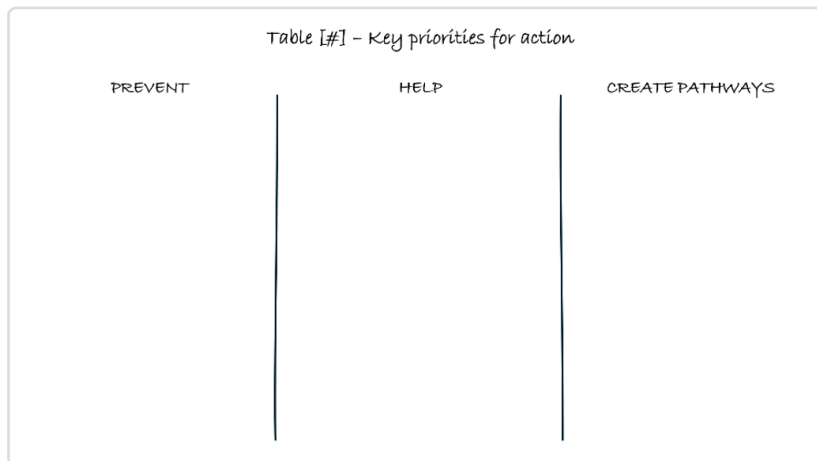 Table [#] – Key priorities for action
PREVENT
HELP
CREATE PATHWAYS